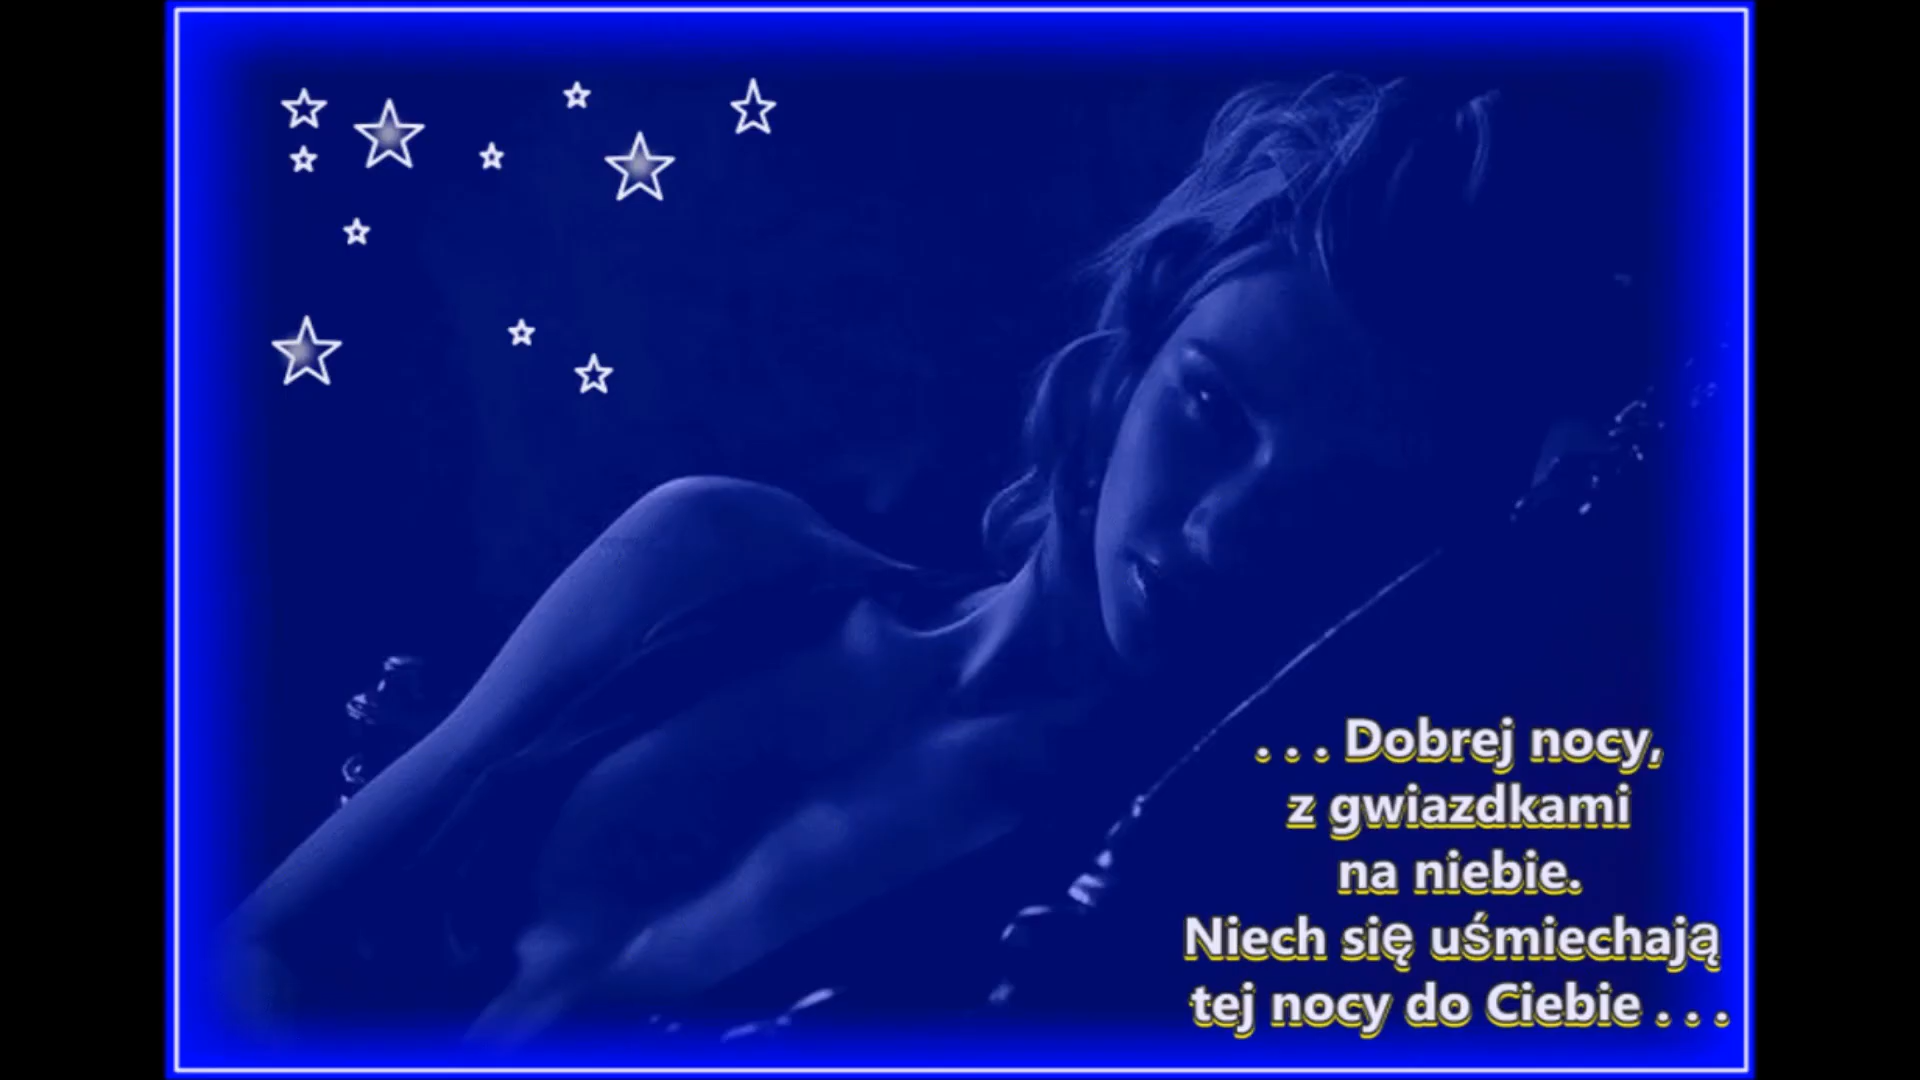 . . . Dobrej nocy,
z gwiazdkami
na niebie.
Niech się uśmiechają
tej nocy do Ciebie . . .